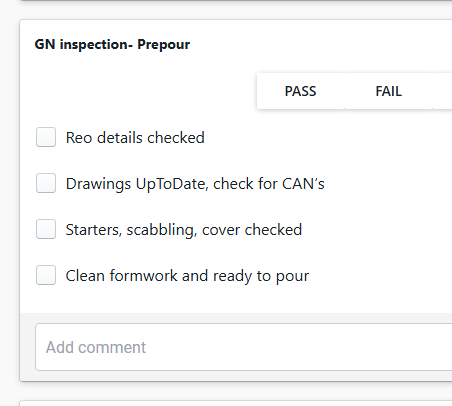 GN inspection- Prepour
PASS FAIL
Reo details checked
Drawings UpToDate, check for CAN's
Starters, scabbling, cover checked
Clean formwork and ready to pour
Add comment